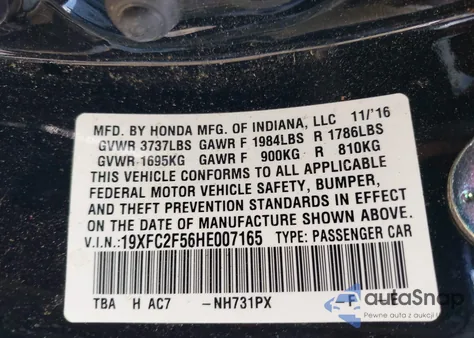 MFD. BY HONDA MFG. OF INDIANA, LLC 11/'16
GVWR 3737LBS GAWR F 1984LBS R 1786LBS
GVWR 1695KG GAWR F 900KG R 810KG
THIS VEHICLE CONFORMS TO ALL APPLICABLE
FEDERAL MOTOR VEHICLE SAFETY, BUMPER,
AND THEFT PREVENTION STANDARDS IN EFFECT
ON THE DATE OF MANUFACTURE SHOWN ABOVE.
V.I.N.:19XFC2F56HE007165 TYPE: PASSENGER CAR
TBA H AC7 -NH731PX -F E
autoSnap
Pewne auta z aukcji USA